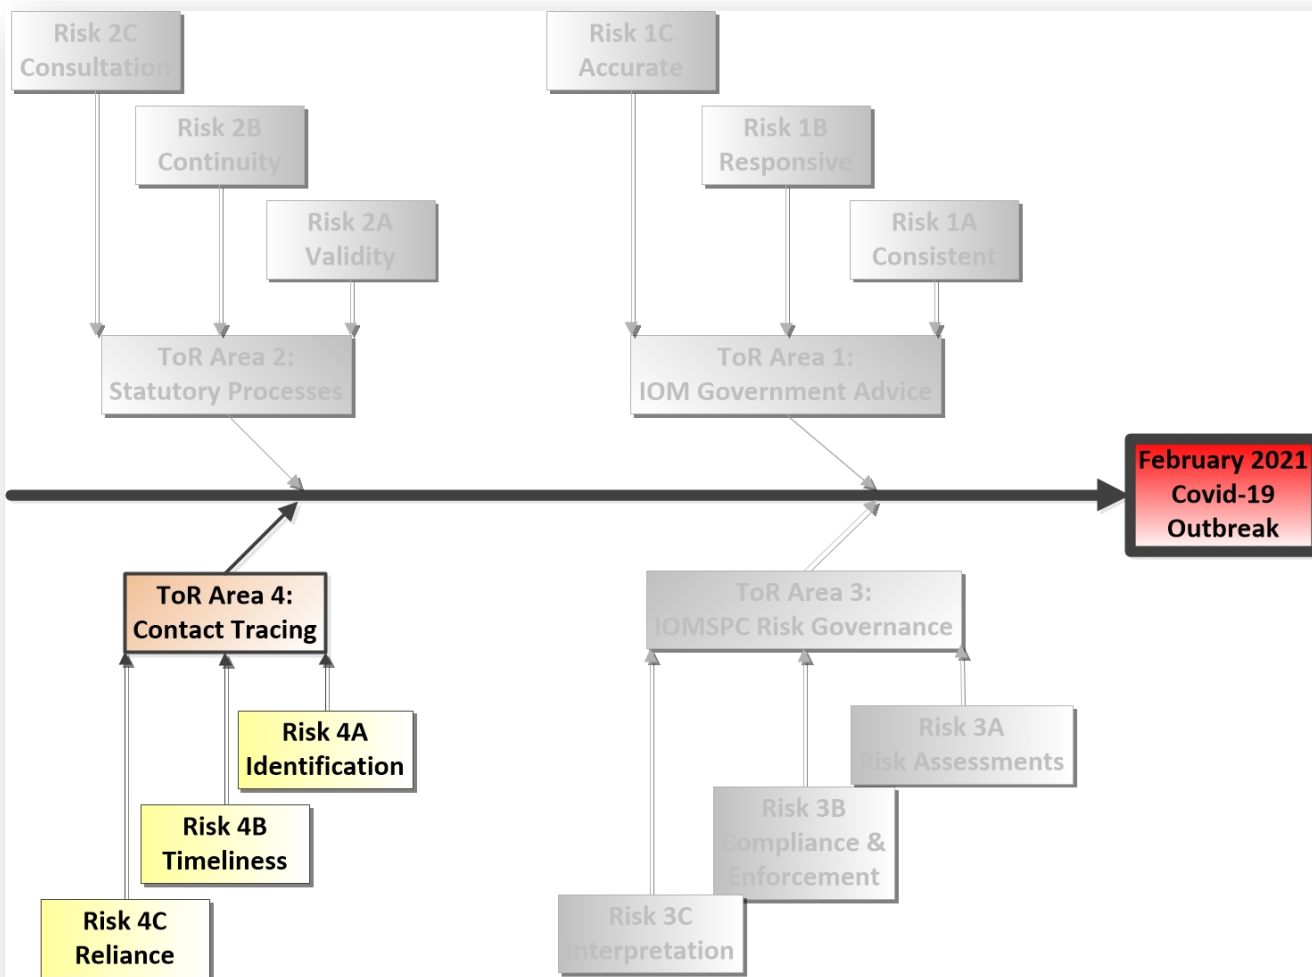 Risk 2C
Consultation
Risk 1C
Accurate
Risk 2B
Continuity
Risk 1B
Responsive
Risk 2A
Validity
Risk 1A
Consistent
ToR Area 2:
Statutory Processes
ToR Area 1:
IOM Government Advice
February 2021
Covid-19
Outbreak
ToR Area 4:
Contact Tracing
ToR Area 3:
IOMSPC Risk Governance
Risk 4A
Identification
Risk 3A
Risk Assessments
Risk 4B
Timeliness
Risk 3B
Compliance &
Enforcement
Risk 4C
Reliance
Risk 3C
Interpretation